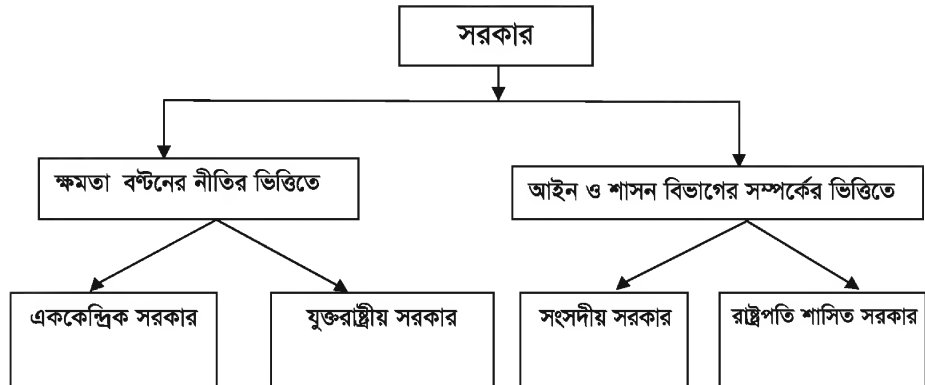 সরকার
ক্ষমতা বণ্টনের নীতির ভিত্তিতে
আইন ও শাসন বিভাগের সম্পর্কের ভিত্তিতে
এককেন্দ্রিক সরকার
যুক্তরাষ্ট্রীয় সরকার
সংসদীয় সরকার
রাষ্ট্রপতি শাসিত সরকার